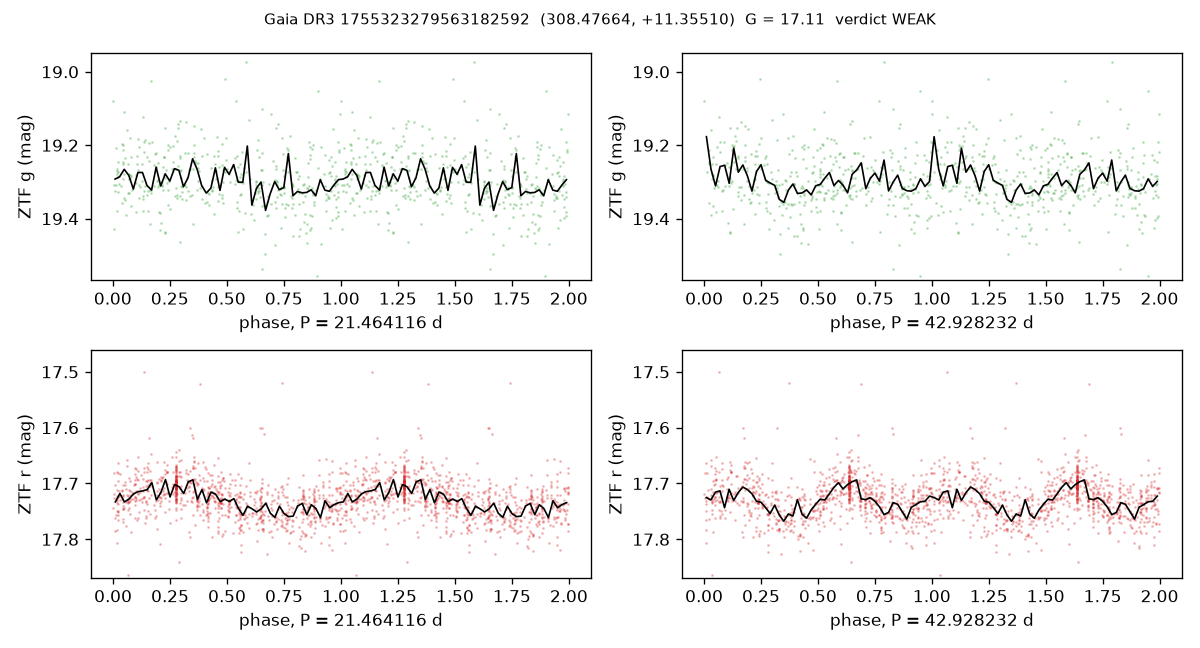 Gaia DR3 1755323279563182592  (308.47664, +11.35510)  G = 17.11  verdict WEAK
ZTF g (mag)
19.0
19.2
19.4
0.00 0.25 0.50 0.75 1.00 1.25 1.50 1.75 2.00
phase, P = 21.464116 d
ZTF g (mag)
19.0
19.2
19.4
0.00 0.25 0.50 0.75 1.00 1.25 1.50 1.75 2.00
phase, P = 42.928232 d
ZTF r (mag)
17.5
17.6
17.7
17.8
0.00 0.25 0.50 0.75 1.00 1.25 1.50 1.75 2.00
phase, P = 21.464116 d
ZTF r (mag)
17.5
17.6
17.7
17.8
0.00 0.25 0.50 0.75 1.00 1.25 1.50 1.75 2.00
phase, P = 42.928232 d